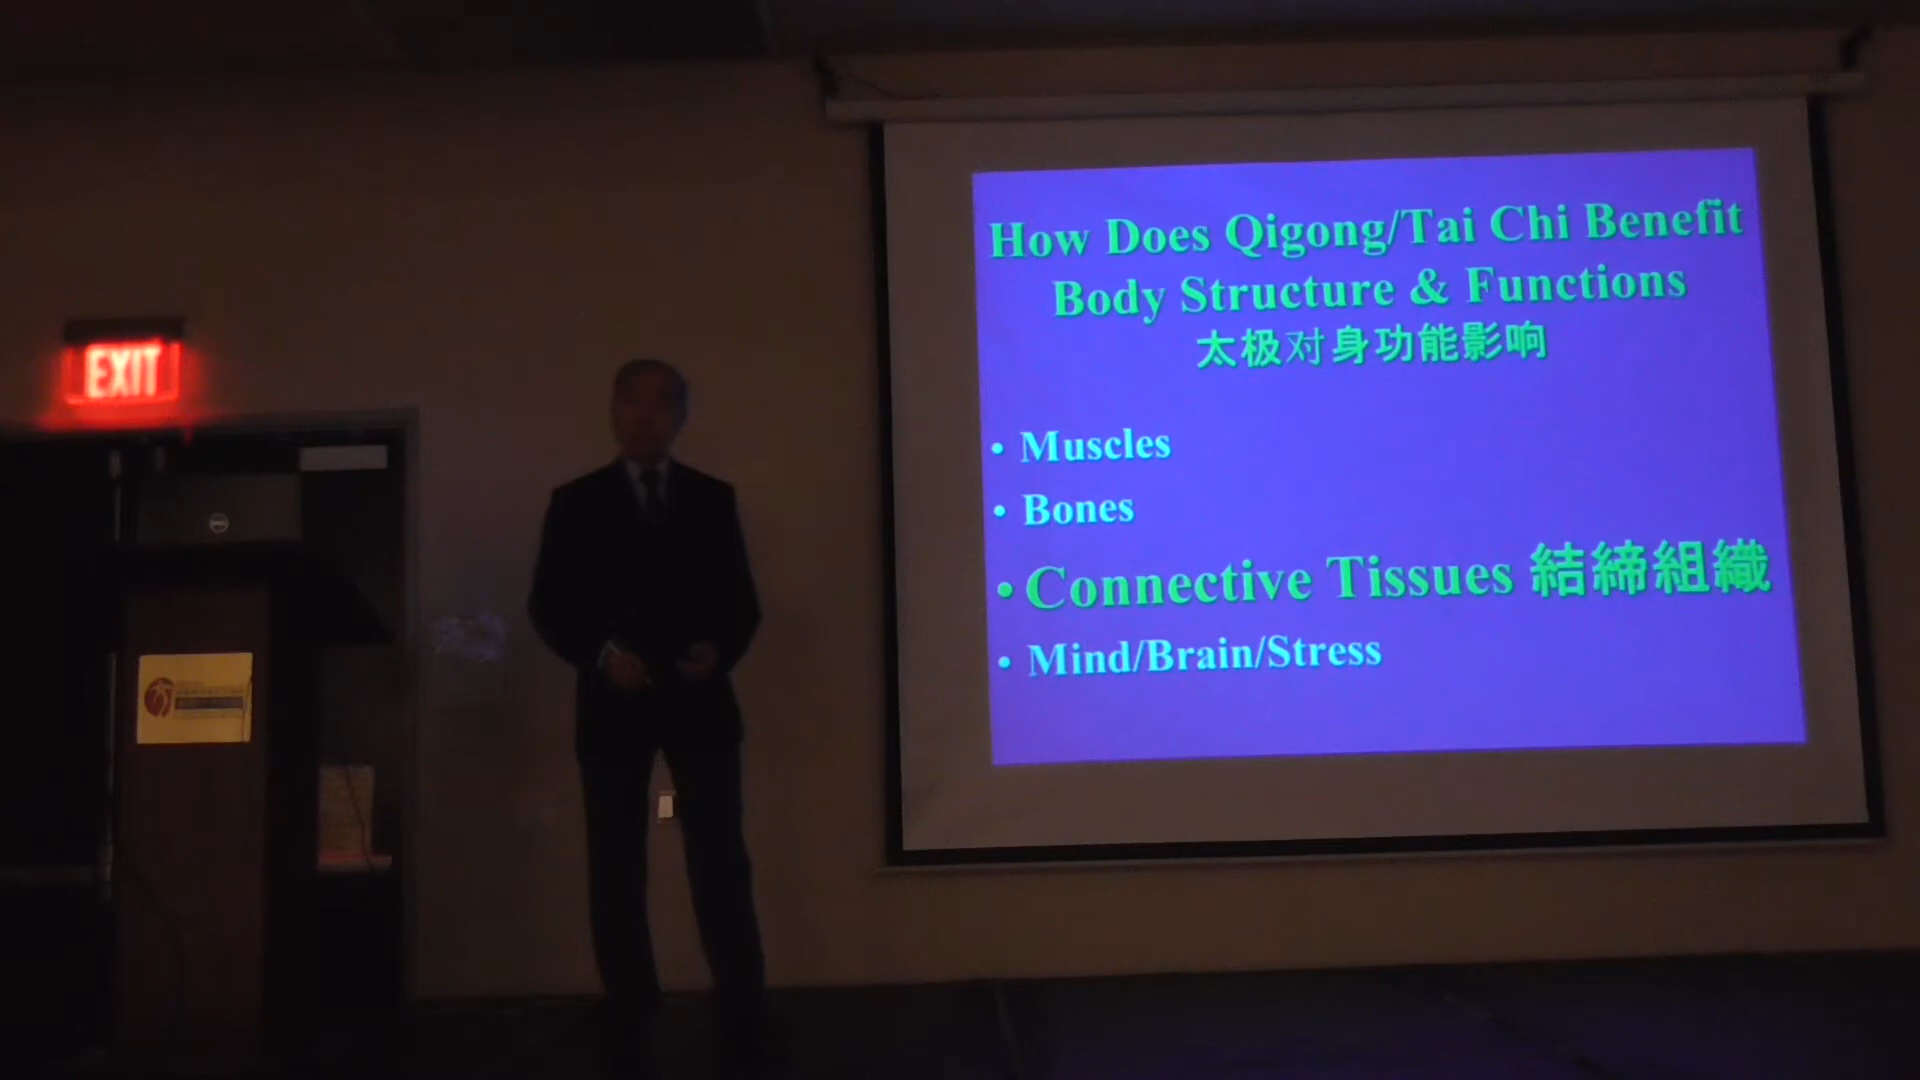 EXIT
How Does Qigong/Tai Chi Benefit
Body Structure & Functions
太极对身功能影响
• Muscles
• Bones
• Connective Tissues 結締組織
• Mind/Brain/Stress
DELL